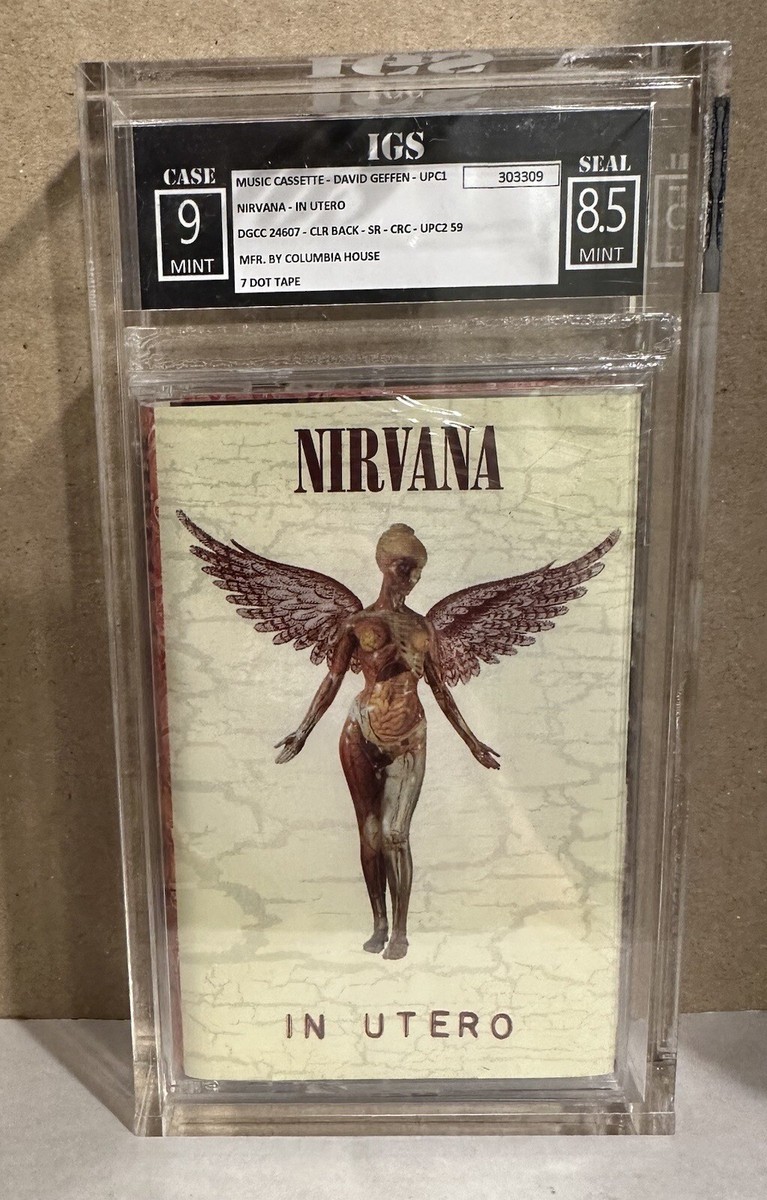 IGS
IGS
CASE
9
MINT
MUSIC CASSETTE - DAVID GEFFEN - UPC1
303309
NIRVANA - IN UTERO
DGCC 24607 - CLR BACK - SR - CRC - UPC2 59
MFR. BY COLUMBIA HOUSE
7 DOT TAPE
SEAL
8.5
MINT
NIRVANA
IN UTERO